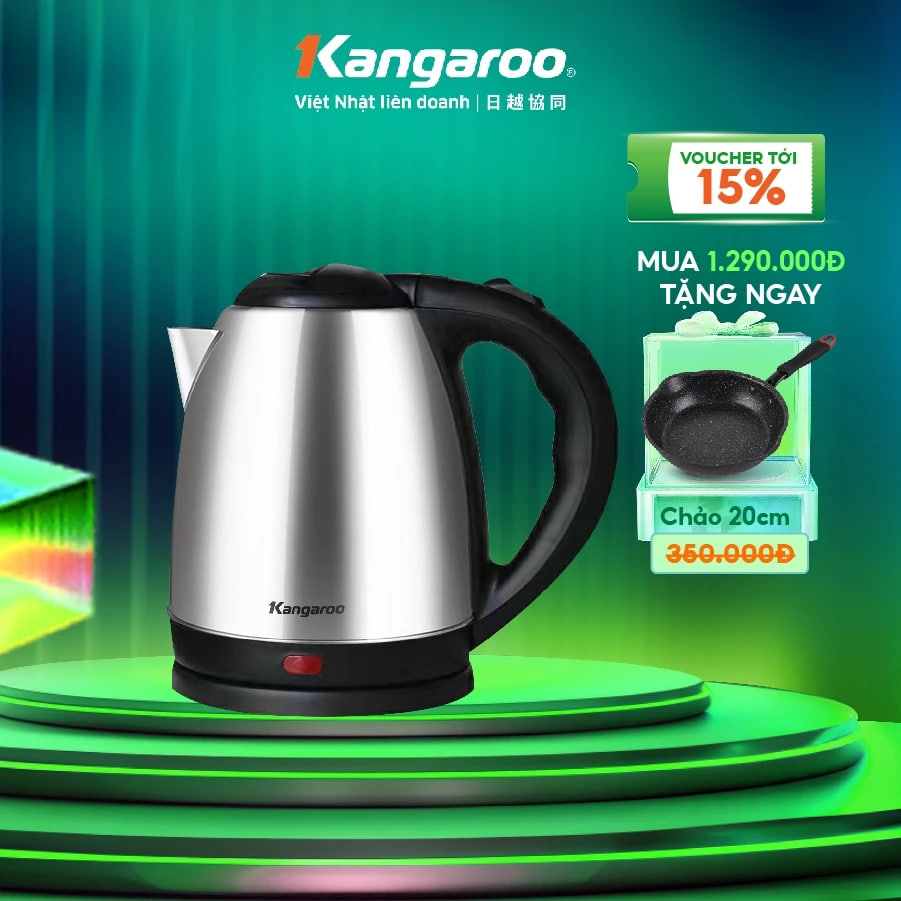 Kangaroo®
Việt Nhật liên doanh | 日越協同
VOUCHER TỚI
15%
MUA 1.290.000Đ
TẶNG NGAY
Chảo 20cm
350.000Đ
Kangaroo